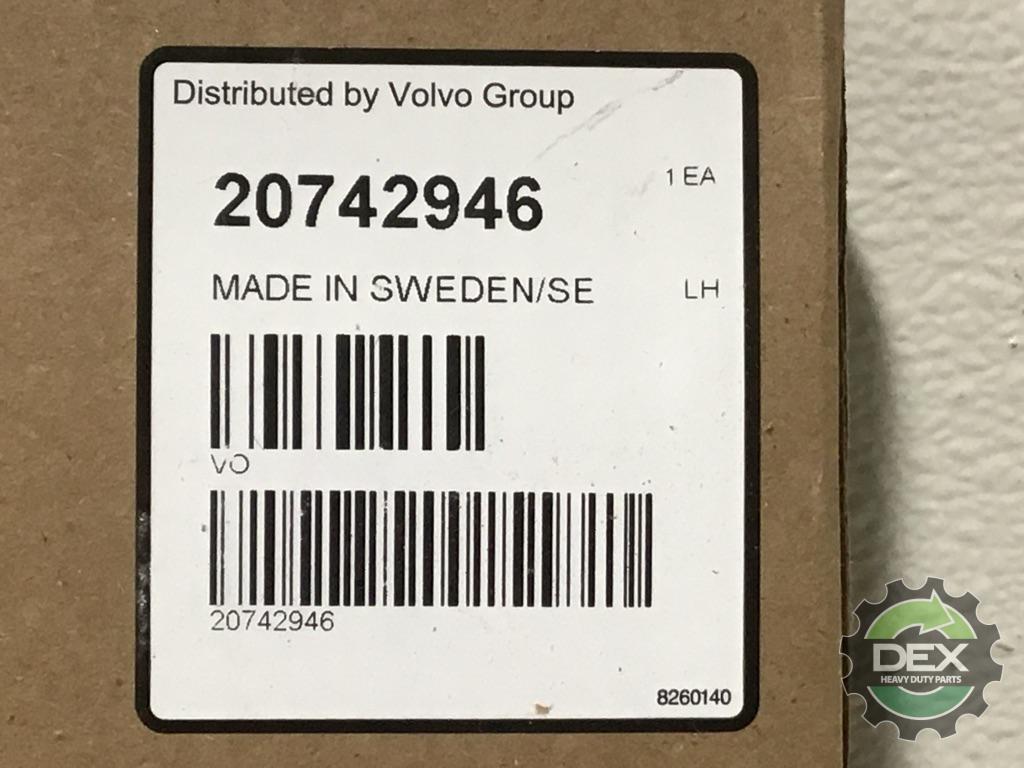 Distributed by Volvo Group
20742946
1 EA
MADE IN SWEDEN/SE
LH
VO
20742946
8260140
DEX
HEAVY DUTY PARTS